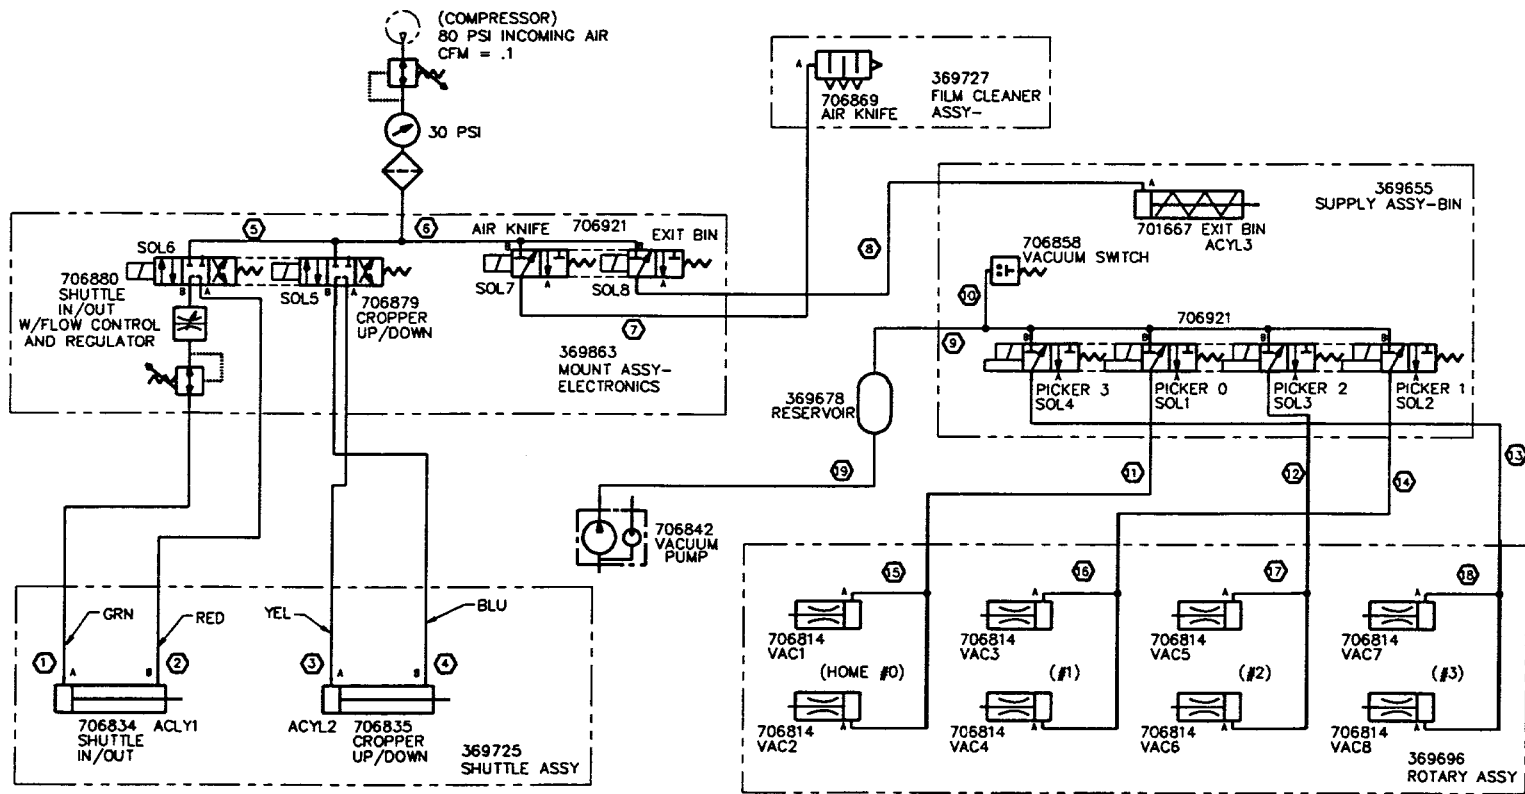 (COMPRESSOR)
80 PSI INCOMING AIR
CFM = .1
30 PSI
A
706869
AIR KNIFE
369727
FILM CLEANER
ASSY-
5
6
AIR KNIFE
706921
EXIT BIN
SOL6
706880
SHUTTLE
IN/OUT
W/FLOW CONTROL
AND REGULATOR
B
A
SOL5
B
A
706879
CROPPER
UP/DOWN
B
SOL7
A
B
SOL8
A
7
369863
MOUNT ASSY-
ELECTRONICS
8
A
701667 EXIT BIN
ACYL3
369655
SUPPLY ASSY-BIN
706858
VACUUM SWITCH
10
9
706921
B
A
PICKER 3
SOL4
B
A
PICKER 0
SOL1
B
A
PICKER 2
SOL3
B
A
PICKER 1
SOL2
369678
RESERVOIR
19
11
12
14
13
706842
VACUUM
PUMP
GRN
RED
YEL
BLU
1
A
B
2
3
A
B
4
706834
SHUTTLE
IN/OUT
ACLY1
ACYL2
706835
CROPPER
UP/DOWN
369725
SHUTTLE ASSY
15
16
17
18
A
706814
VAC1
A
706814
VAC3
A
706814
VAC5
A
706814
VAC7
(HOME #0)
(#1)
(#2)
(#3)
706814
VAC2
A
706814
VAC4
A
706814
VAC6
A
706814
VAC8
A
369696
ROTARY ASSY